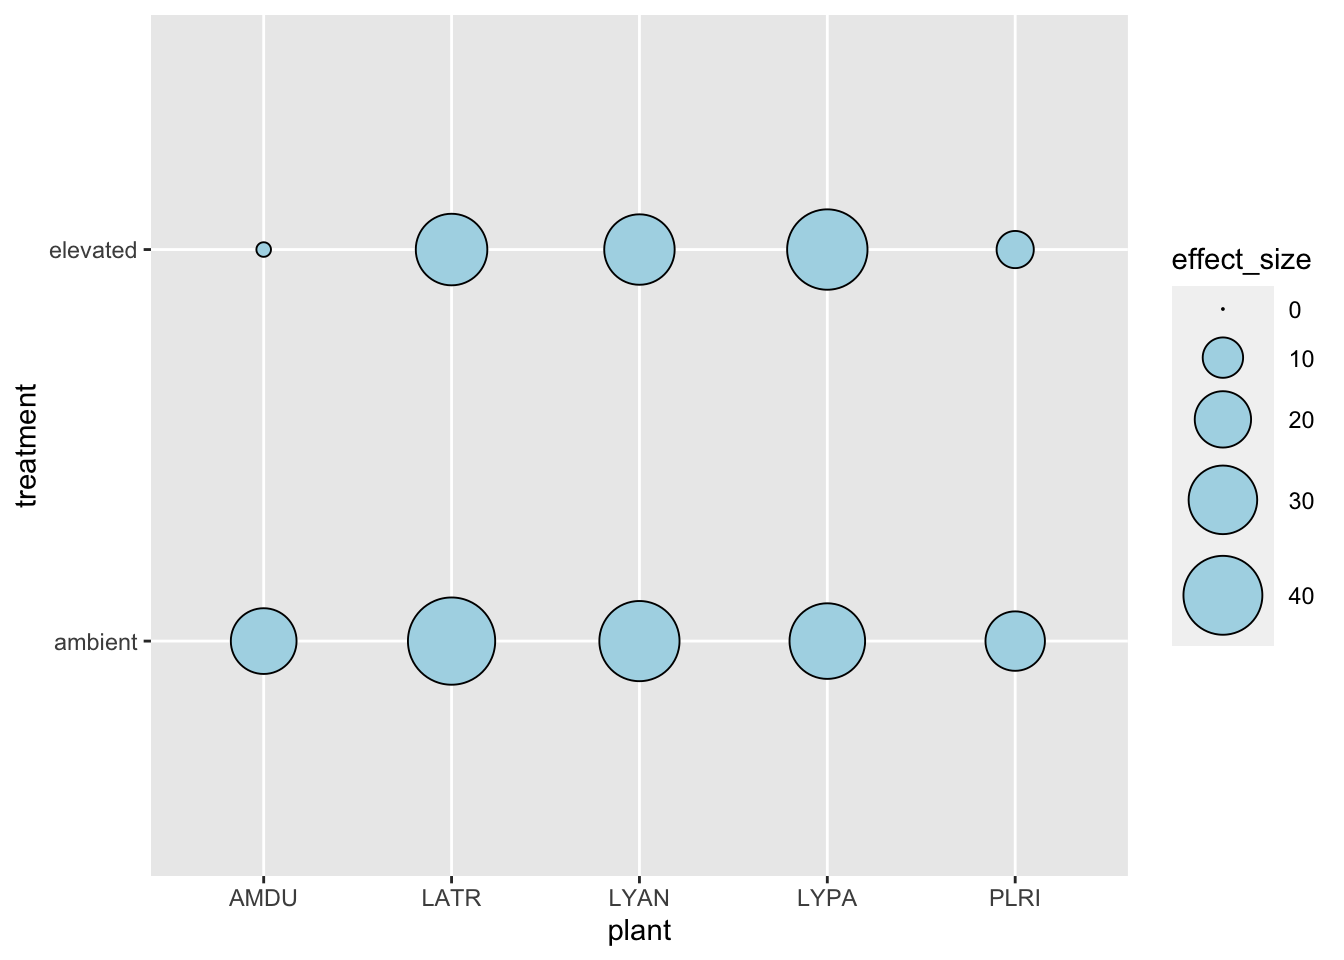 elevated
ambient
treatment
AMDU
LATR
LYAN
LYPA
PLRI
plant
effect_size
0
10
20
30
40